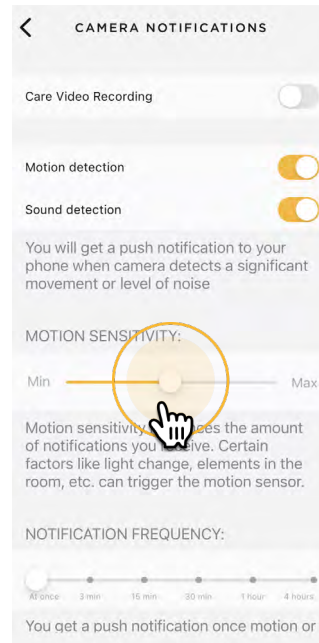 CAMERA NOTIFICATIONS
Care Video Recording
Motion detection
Sound detection
You will get a push notification to your
phone when camera detects a significant
movement or level of noise
MOTION SENSITIVITY:
Min Max
Motion sensitivity the amount
of notifications you Certain
factors like light change, elements in the
room, etc. can trigger the motion sensor.
NOTIFICATION FREQUENCY:
At once 3 min 15 min 30 min 1 hour 4 hours
You get a push notification once motion or